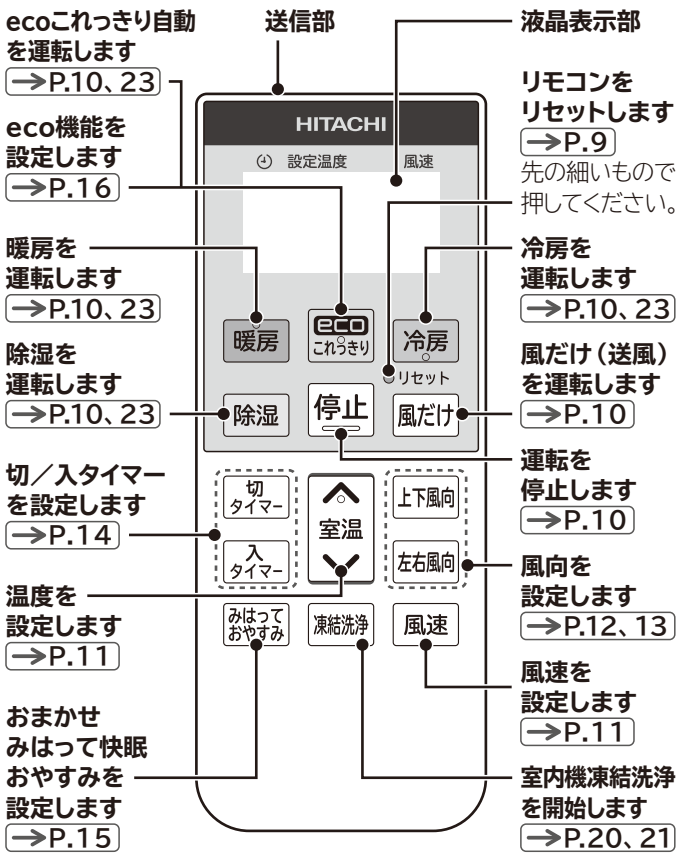 ecoこれっきり自動
を運転します
→P.10、23
eco機能を
設定します
→P.16
暖房を
運転します
→P.10、23
除湿を
運転します
→P.10、23
切／入タイマー
を設定します
→P.14
温度を
設定します
→P.11
おまかせ
みはって快眠
おやすみを
設定します
→P.15
送信部
HITACHI
設定温度 風速
暖房
eco
これっきり
冷房
リセット
除湿
停止
風だけ
切
タイマー
室温
上下風向
入
タイマー
左右風向
みはって
おやすみ
凍結洗浄
風速
液晶表示部
リモコンを
リセットします
→P.9
先の細いもので
押してください。
冷房を
運転します
→P.10、23
風だけ（送風）
を運転します
→P.10
運転を
停止します
→P.10
風向を
設定します
→P.12、13
風速を
設定します
→P.11
室内機凍結洗浄
を開始します
→P.20、21